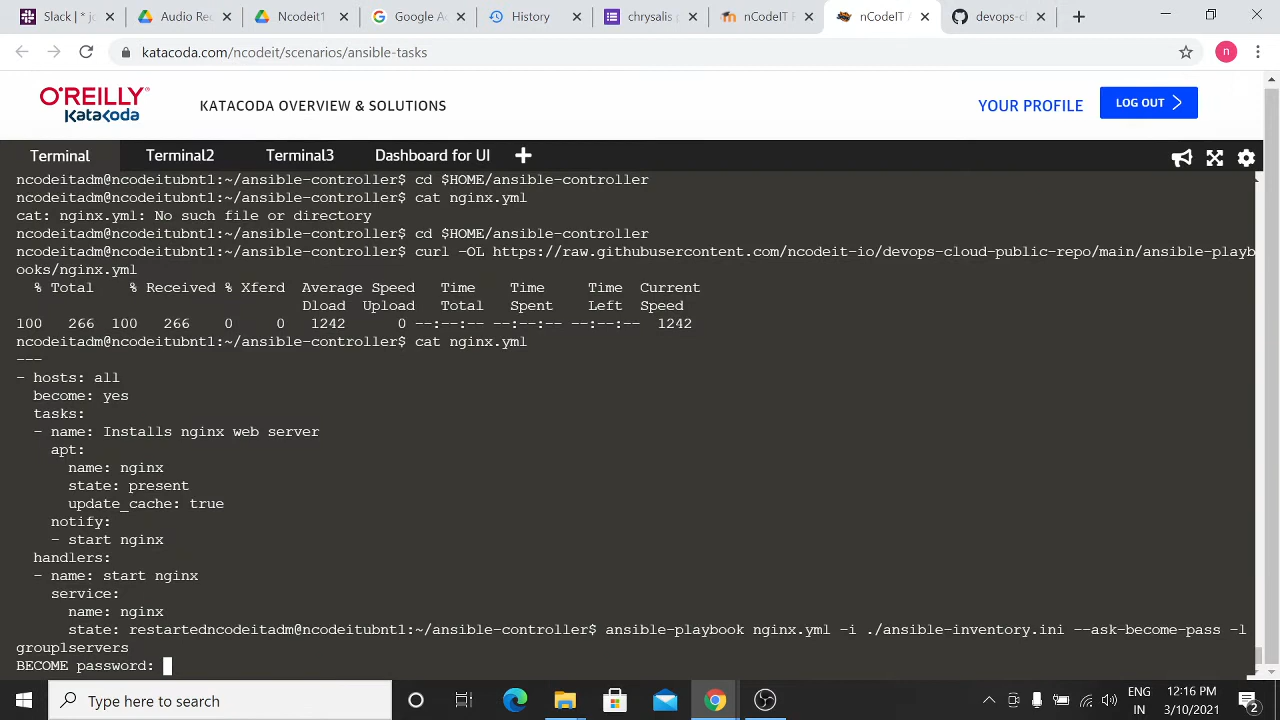 Slack | * jc
Audio Re
Ncodeit1
Google A
History
chrysalis p
nCodeIT F
nCodeIT /
devops-cl
katacoda.com/ncodeit/scenarios/ansible-tasks
n
O'REILLY®
KATACODA
KATACODA OVERVIEW & SOLUTIONS
YOUR PROFILE
LOG OUT
Terminal
Terminal2
Terminal3
Dashboard for UI
ncodeitadm@ncodeitubnt1:~/ansible-controller$ cd $HOME/ansible-controller
ncodeitadm@ncodeitubnt1:~/ansible-controller$ cat nginx.yml
cat: nginx.yml: No such file or directory
ncodeitadm@ncodeitubnt1:~/ansible-controller$ cd $HOME/ansible-controller
ncodeitadm@ncodeitubnt1:~/ansible-controller$ curl -OL https://raw.githubusercontent.com/ncodeit-io/devops-cloud-public-repo/main/ansible-playb
ooks/nginx.yml
% Total % Received % Xferd Average Speed Time Time Time Current
Dload Upload Total Spent Left Speed
100 266 100 266 0 0 1242 0 --:--:-- --:--:-- --:--:-- 1242
ncodeitadm@ncodeitubnt1:~/ansible-controller$ cat nginx.yml
---
- hosts: all
become: yes
tasks:
- name: Installs nginx web server
apt:
name: nginx
state: present
update_cache: true
notify:
- start nginx
handlers:
- name: start nginx
service:
name: nginx
state: restartedncodeitadm@ncodeitubnt1:~/ansible-controller$ ansible-playbook nginx.yml -i ./ansible-inventory.ini --ask-become-pass -l
group1servers
BECOME password:
Type here to search
ENG
IN
12:16 PM
3/10/2021
2